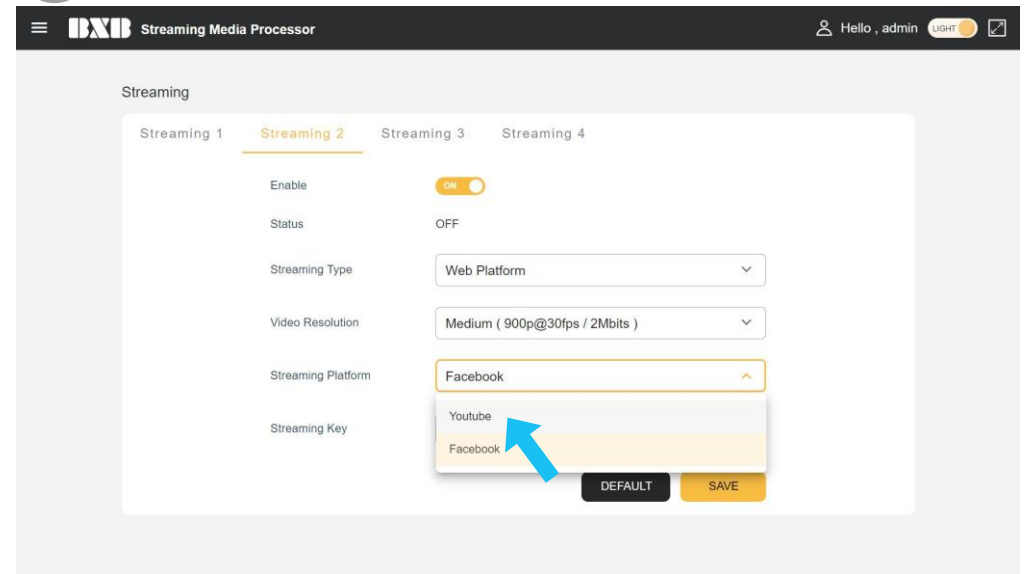 BXB Streaming Media Processor Hello , admin LIGHT
Streaming
Streaming 1 Streaming 2 Streaming 3 Streaming 4
Enable ON
Status OFF
Streaming Type Web Platform
Video Resolution Medium ( 900p@30fps / 2Mbits )
Streaming Platform Facebook
Youtube
Streaming Key
Facebook
DEFAULT SAVE